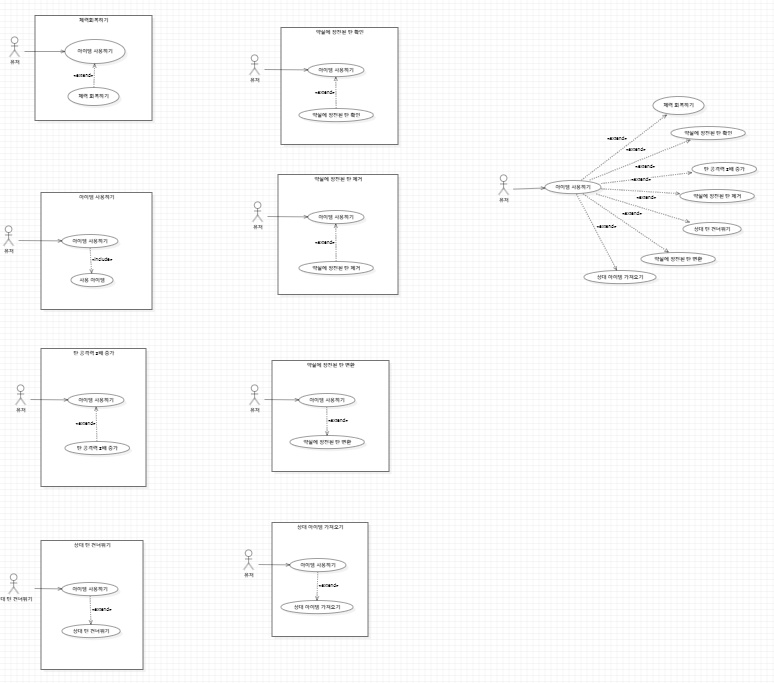 체력회복하기
유저
아이템 사용하기
«extend»
체력 회복하기
약실에 장전된 탄 확인
유저
아이템 사용하기
«extend»
약실에 장전된 탄 확인
아이템 사용하기
유저
아이템 사용하기
«include»
사용 아이템
약실에 장전된 탄 제거
유저
아이템 사용하기
«extend»
약실에 장전된 탄 제거
탄 공격력 2배 증가
유저
아이템 사용하기
«extend»
탄 공격력 2배 증가
약실에 장전된 탄 변환
유저
아이템 사용하기
«extend»
약실에 장전된 탄 변환
상대 턴 건너뛰기
대 턴 건너뛰기
아이템 사용하기
«extend»
상대 턴 건너뛰기
상대 아이템 가져오기
유저
아이템 사용하기
«extend»
상대 아이템 가져오기
유저
아이템 사용하기
«extend»
체력 회복하기
«extend»
약실에 장전된 탄 확인
«extend»
탄 공격력 2배 증가
«extend»
약실에 장전된 탄 제거
«extend»
상대 턴 건너뛰기
«extend»
약실에 장전된 탄 변환
«extend»
상대 아이템 가져오기